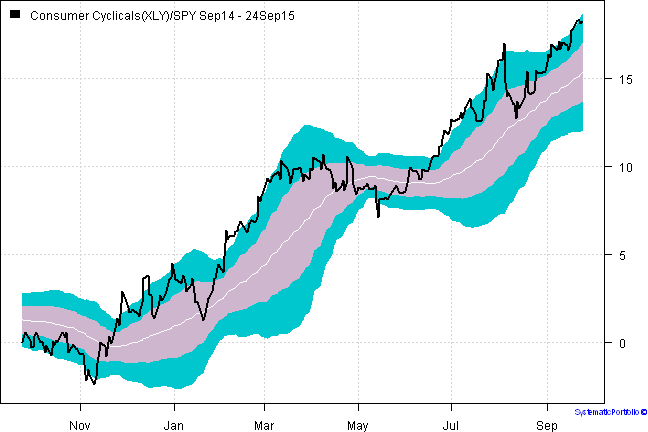 Consumer Cyclicals(XLY)/SPY Sep14 - 24Sep15
15
10
5
0
Nov Jan Mar May Jul Sep
SystematicPortfolio ©